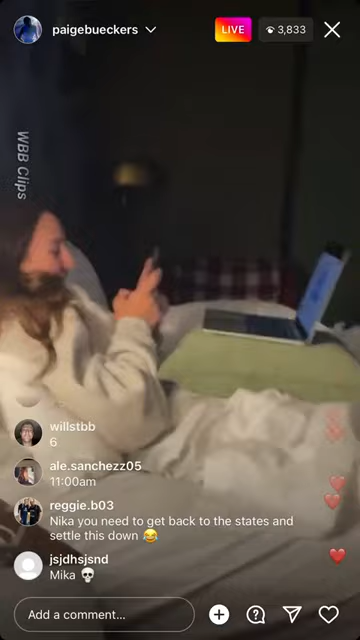 paigebueckers
LIVE
3,833
WBB Clips
willstbb
6
ale.sanchezz05
11:00am
reggie.b03
Nika you need to get back to the states and
settle this down 😂
jsjdhsjsnd
Mika 💀
Add a comment...